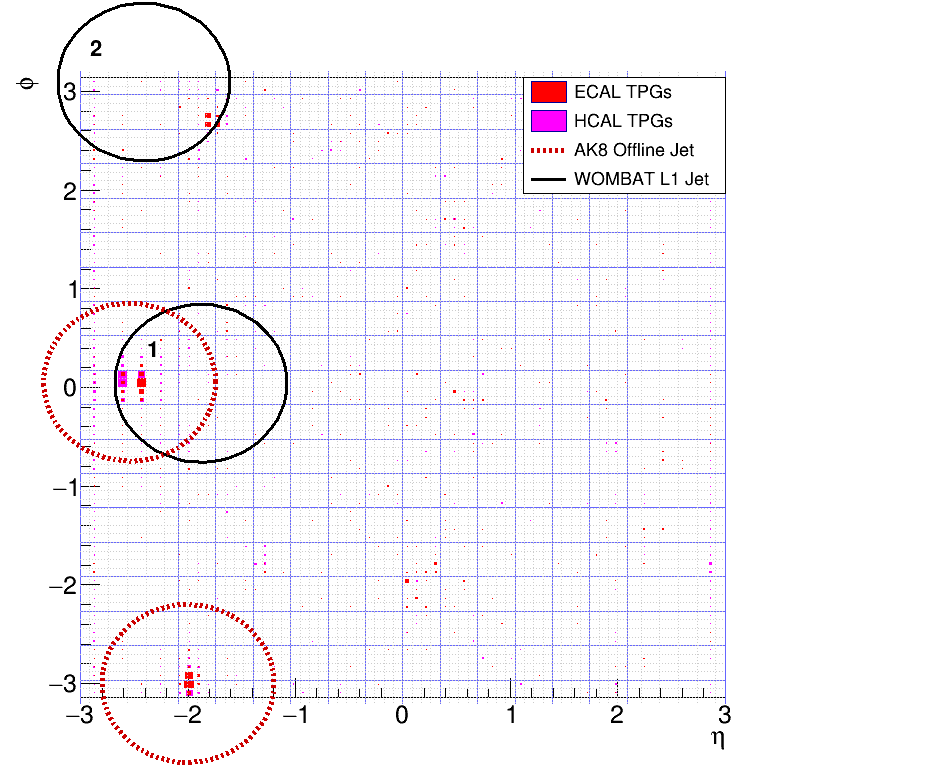 2
ϕ
3
2
1
0
−1
−2
−3
1
ECAL TPGs
HCAL TPGs
AK8 Offline Jet
WOMBAT L1 Jet
−3 −2 −1 0 1 2 3
η